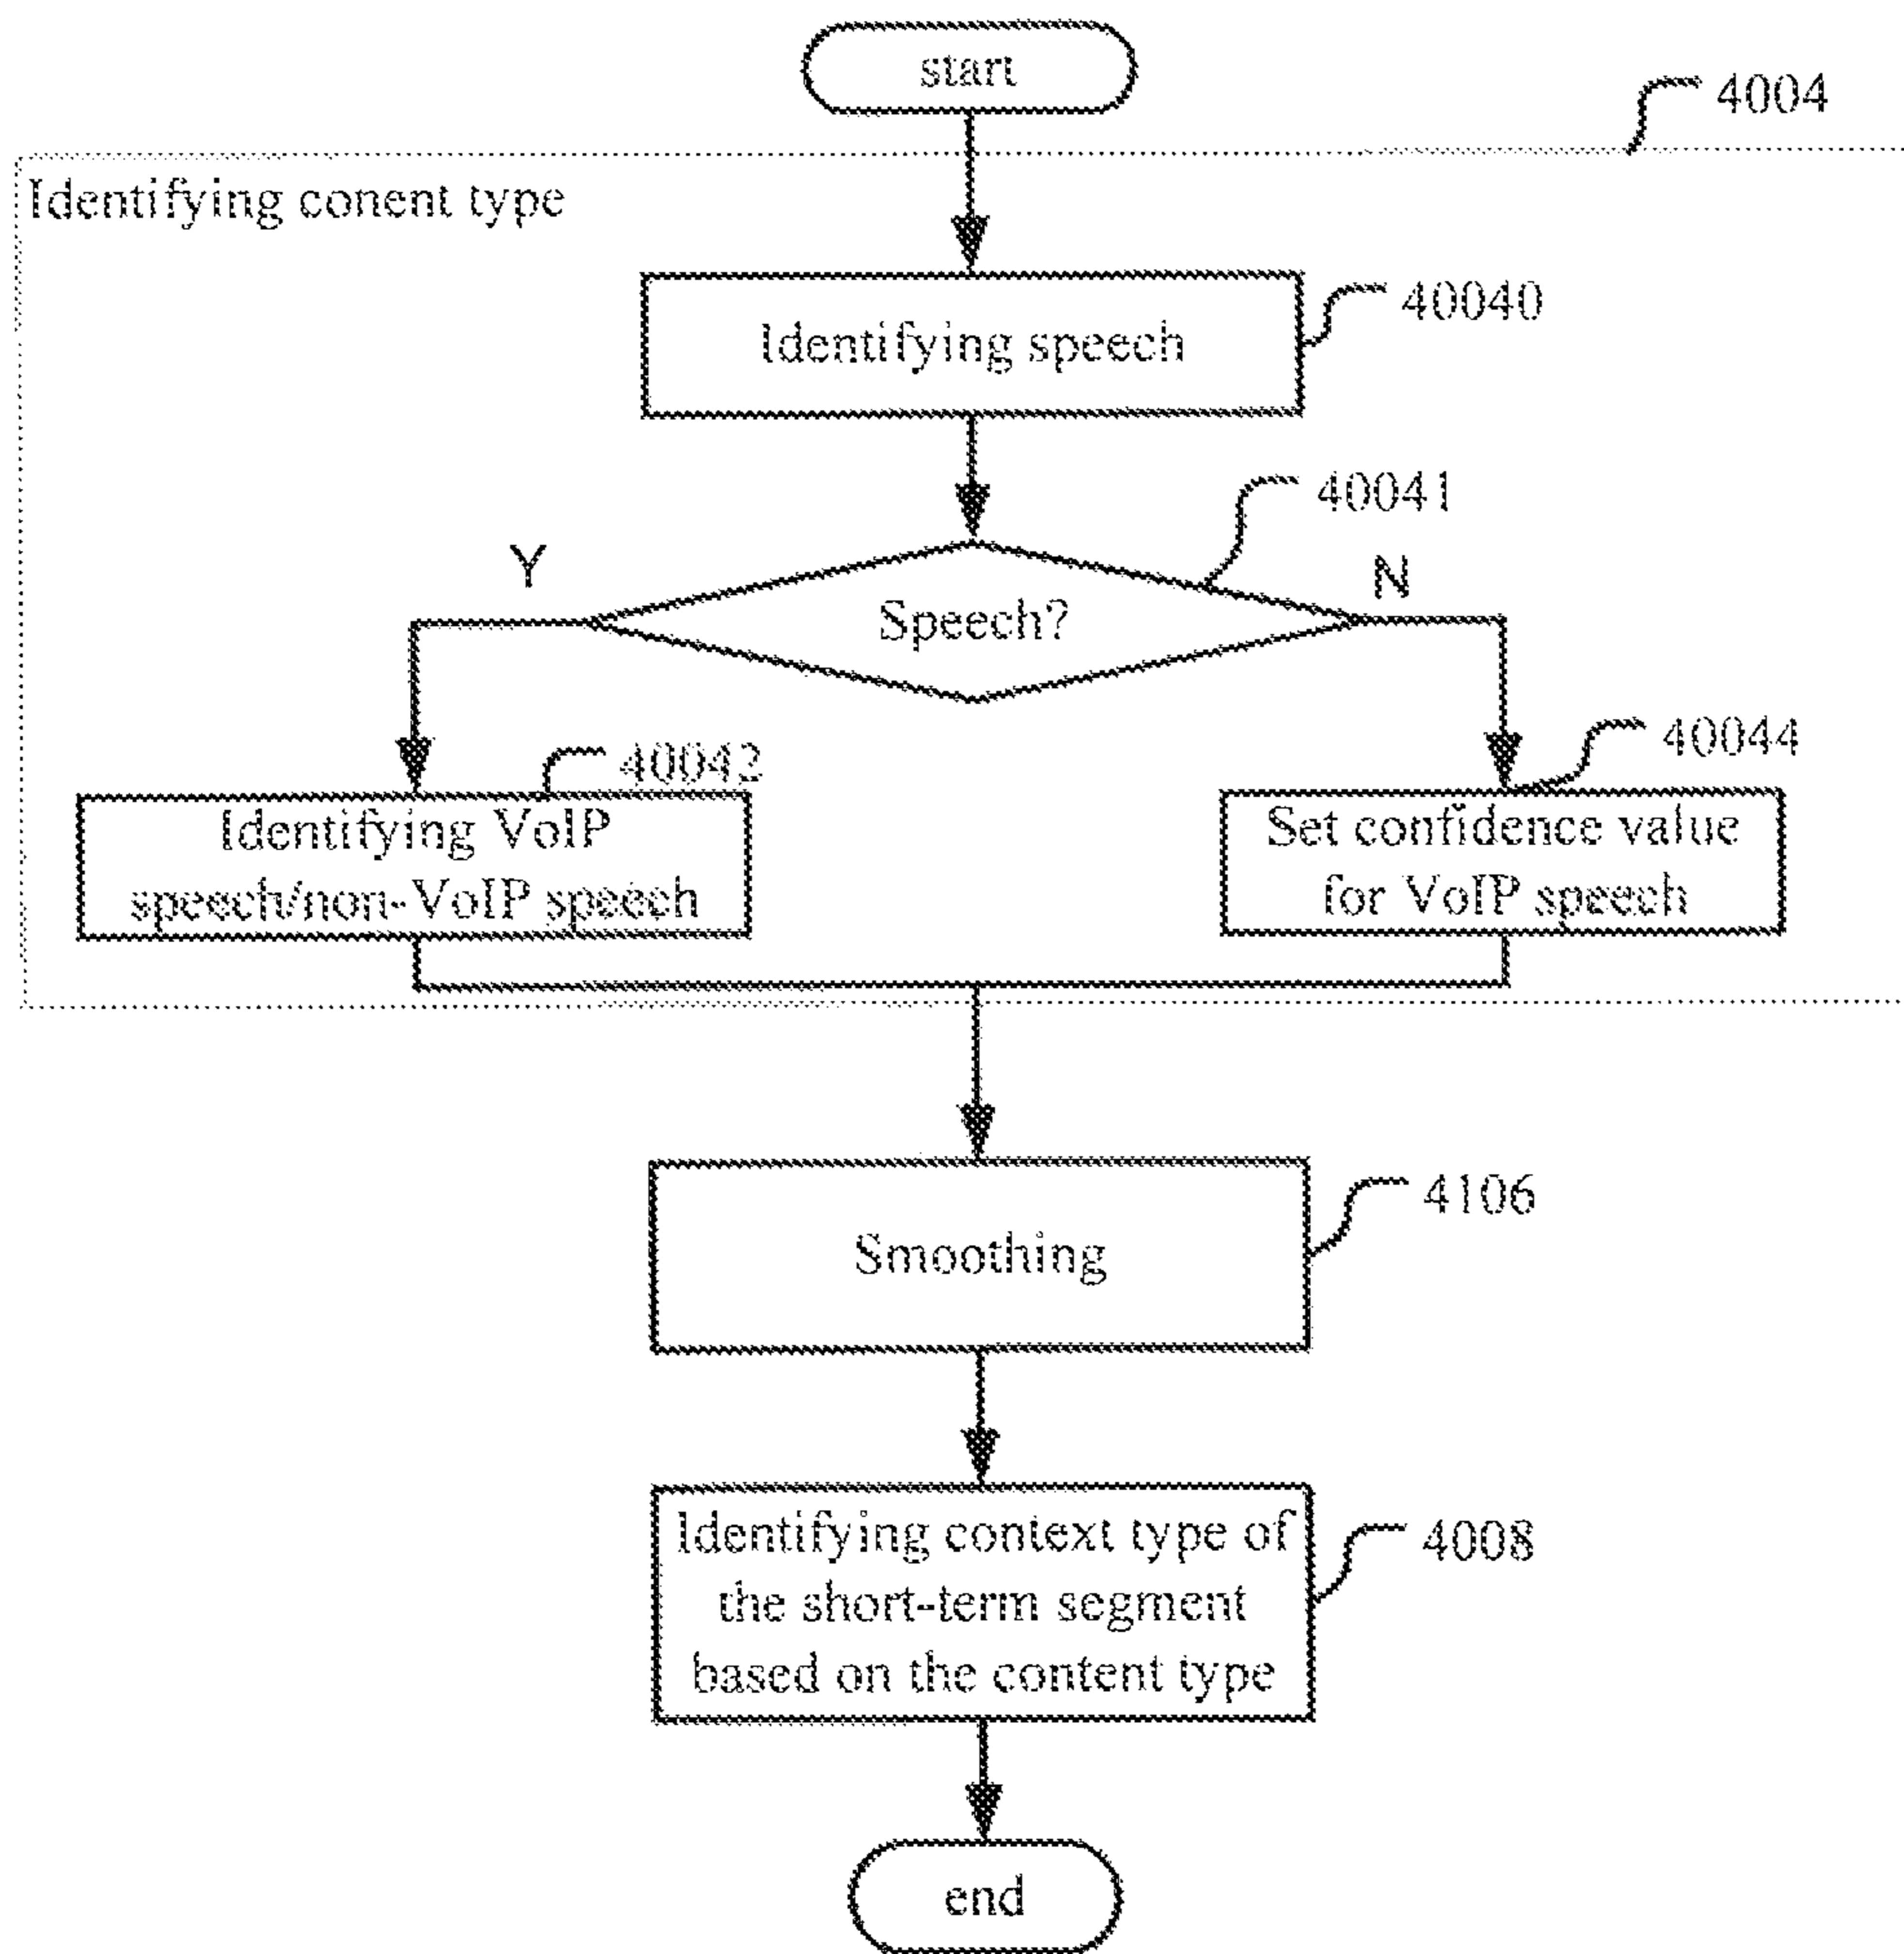 start
4004
Identifying conent type
40040
Identifying speech
40041
Y
N
Speech?
40042
40044
Identifying VoIP
speech/non-VoIP speech
Set confidence value
for VoIP speech
4106
Smoothing
Identifying context type of
4008
the short-term segment
based on the content type
end